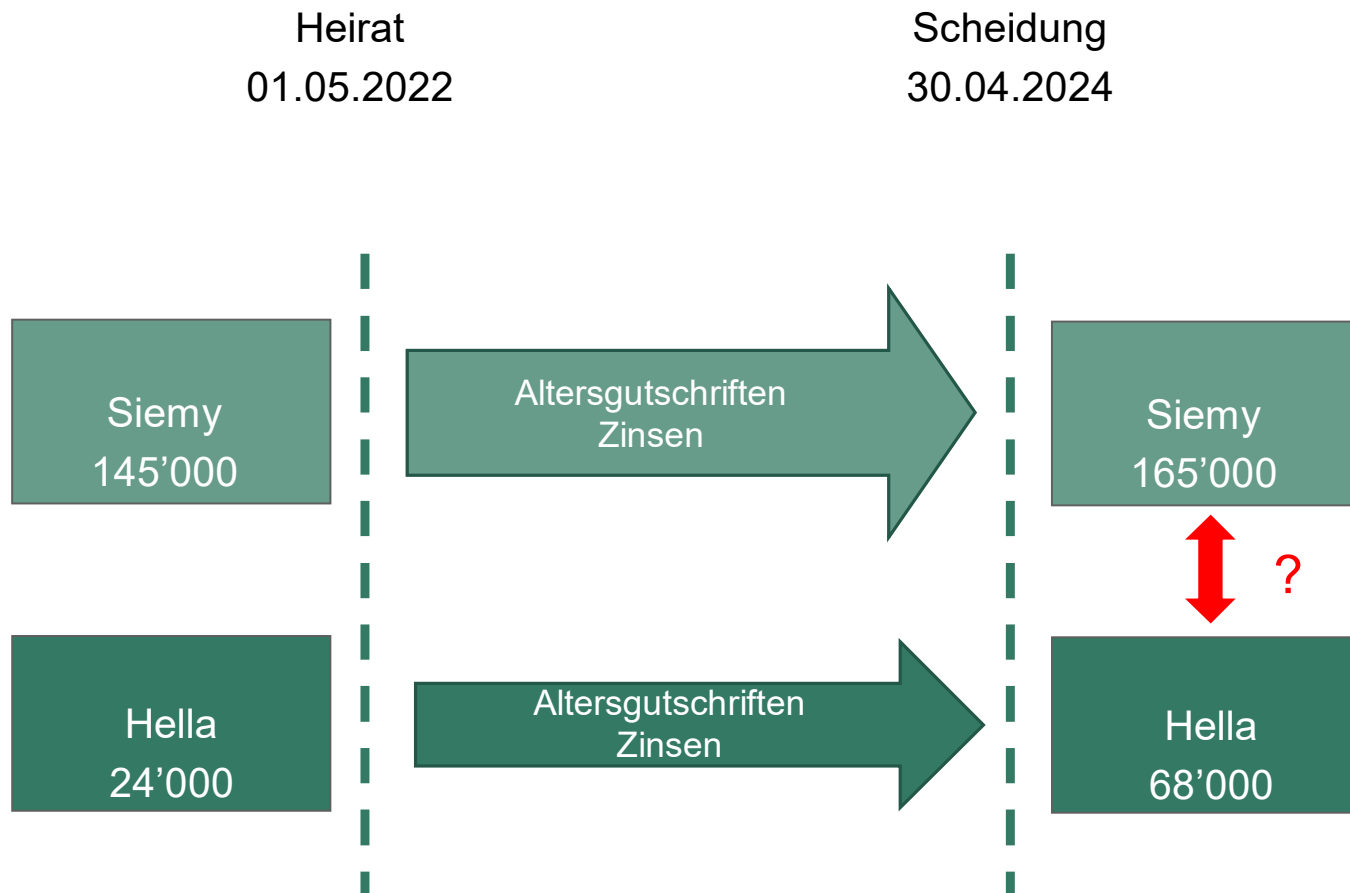 Heirat
01.05.2022
Scheidung
30.04.2024
Siemy
145’000
Altersgutschriften
Zinsen
Siemy
165’000
?
Hella
24’000
Altersgutschriften
Zinsen
Hella
68’000